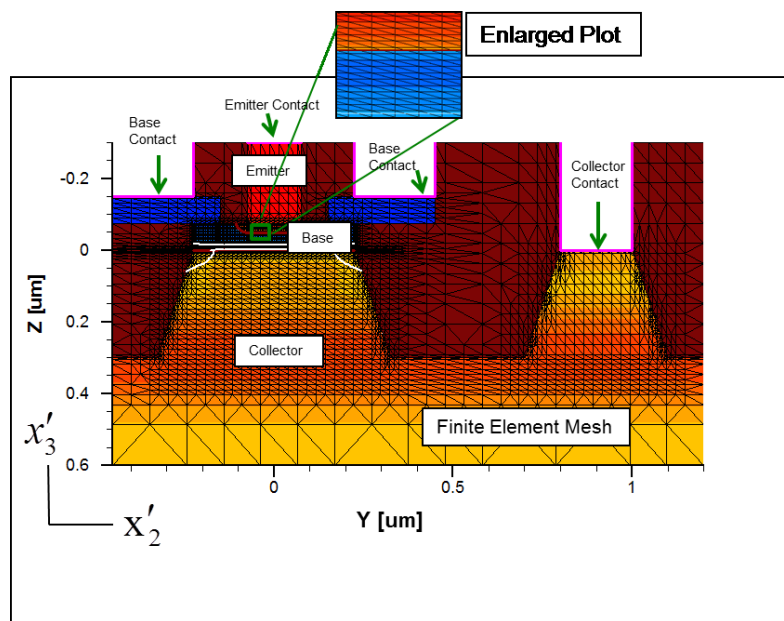 Enlarged Plot
Emitter Contact
Base
Contact
Base
Contact
Emitter
Collector
Contact
Base
Collector
Finite Element Mesh
-0.2
0
0.2
0.4
0.6
Z [um]
0
0.5
1
Y [um]
x′3
x′2